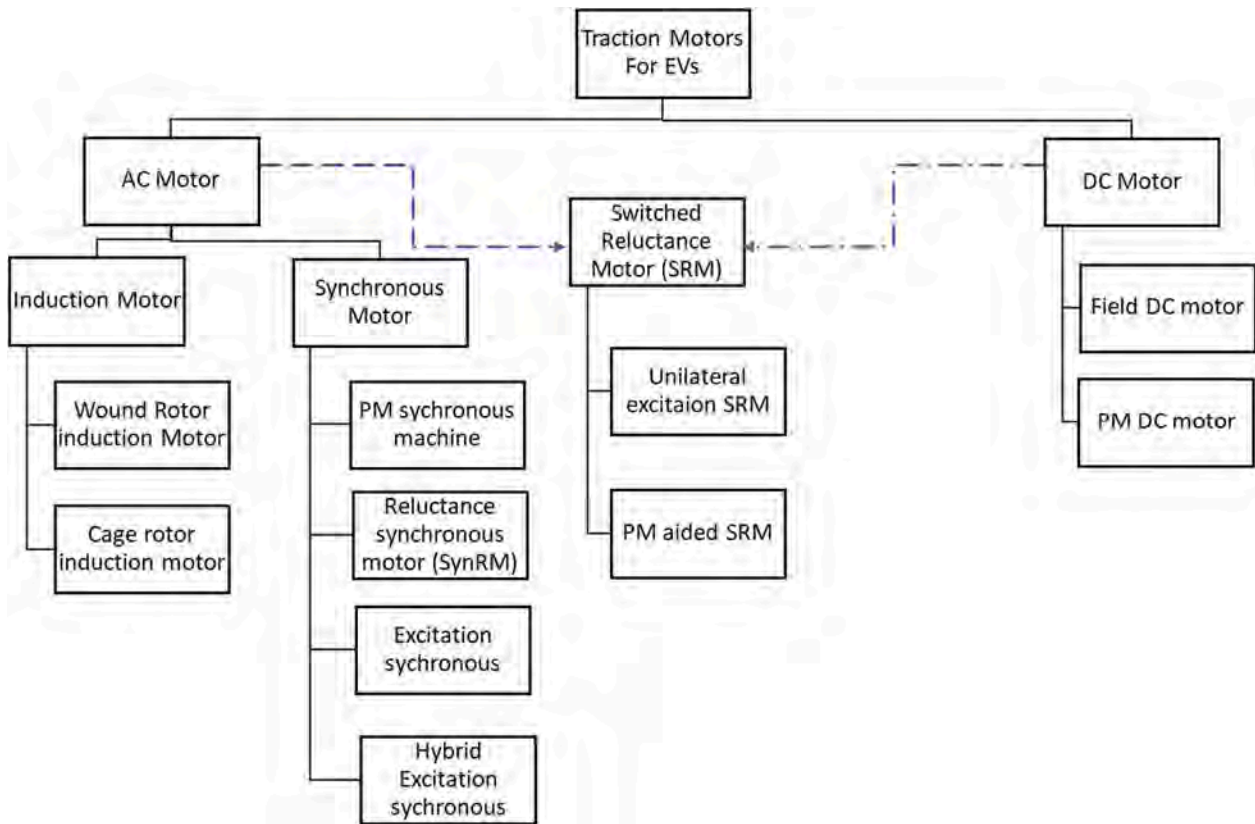 Traction Motors
For EVs
AC Motor
DC Motor
Switched
Reluctance
Motor (SRM)
Induction Motor
Synchronous
Motor
Field DC motor
Unilateral
excitaion SRM
Wound Rotor
induction Motor
PM sychronous
machine
PM DC motor
Reluctance
synchronous
motor (SynRM)
PM aided SRM
Cage rotor
induction motor
Excitation
sychronous
Hybrid
Excitation
sychronous